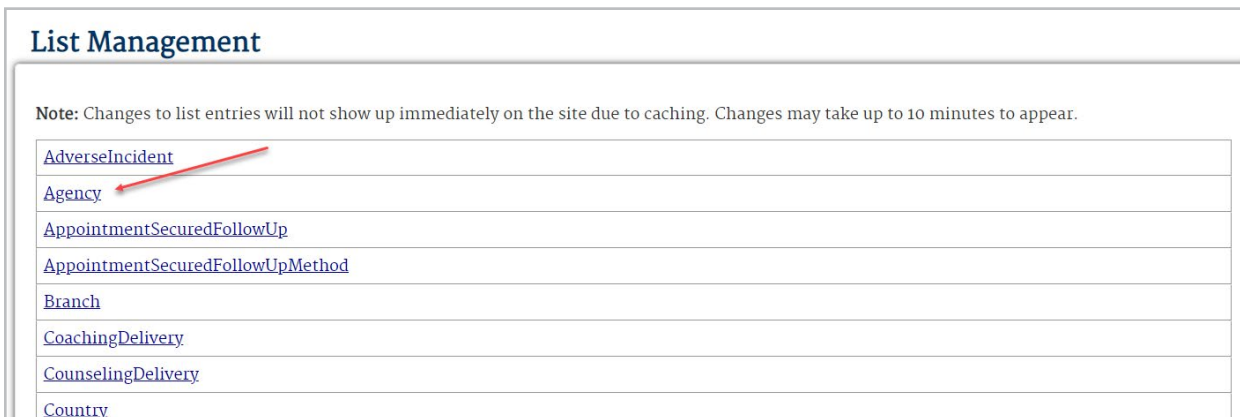 List Management
Note: Changes to list entries will not show up immediately on the site due to caching. Changes may take up to 10 minutes to appear.
AdverseIncident
Agency
AppointmentSecuredFollowUp
AppointmentSecuredFollowUpMethod
Branch
CoachingDelivery
CounselingDelivery
Country